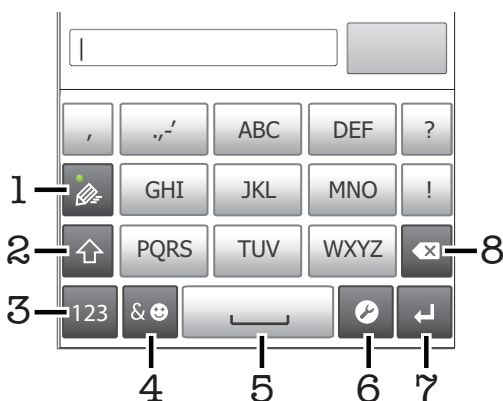 , .,-′ ABC DEF ?
1 GHI JKL MNO !
2 PQRS TUV WXYZ 8
3 123 &
4 5 6 7